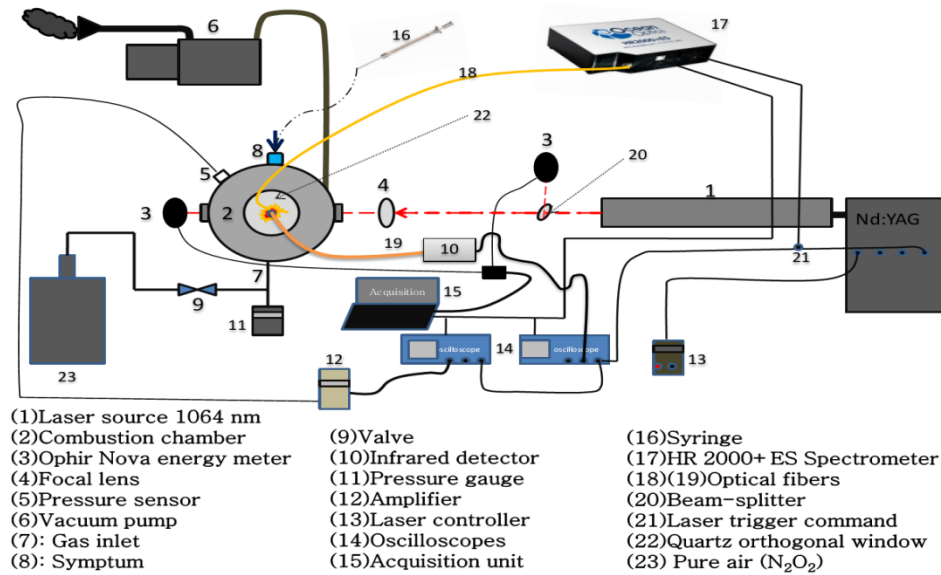 6
16
17
Ocean
Optics
HR2000+ES
18
22
3
8
5
4
20
1
3
2
Nd:YAG
19
10
21
7
9
Acquisition
15
11
oscilloscope
14
oscilloscope
12
13
23
(1)Laser source 1064 nm
(2)Combustion chamber
(3)Ophir Nova energy meter
(4)Focal lens
(5)Pressure sensor
(6)Vacuum pump
(7): Gas inlet
(8): Symptum
(9)Valve
(10)Infrared detector
(11)Pressure gauge
(12)Amplifier
(13)Laser controller
(14)Oscilloscopes
(15)Acquisition unit
(16)Syringe
(17)HR 2000+ ES Spectrometer
(18)(19)Optical fibers
(20)Beam-splitter
(21)Laser trigger command
(22)Quartz orthogonal window
(23) Pure air (N₂O₂)